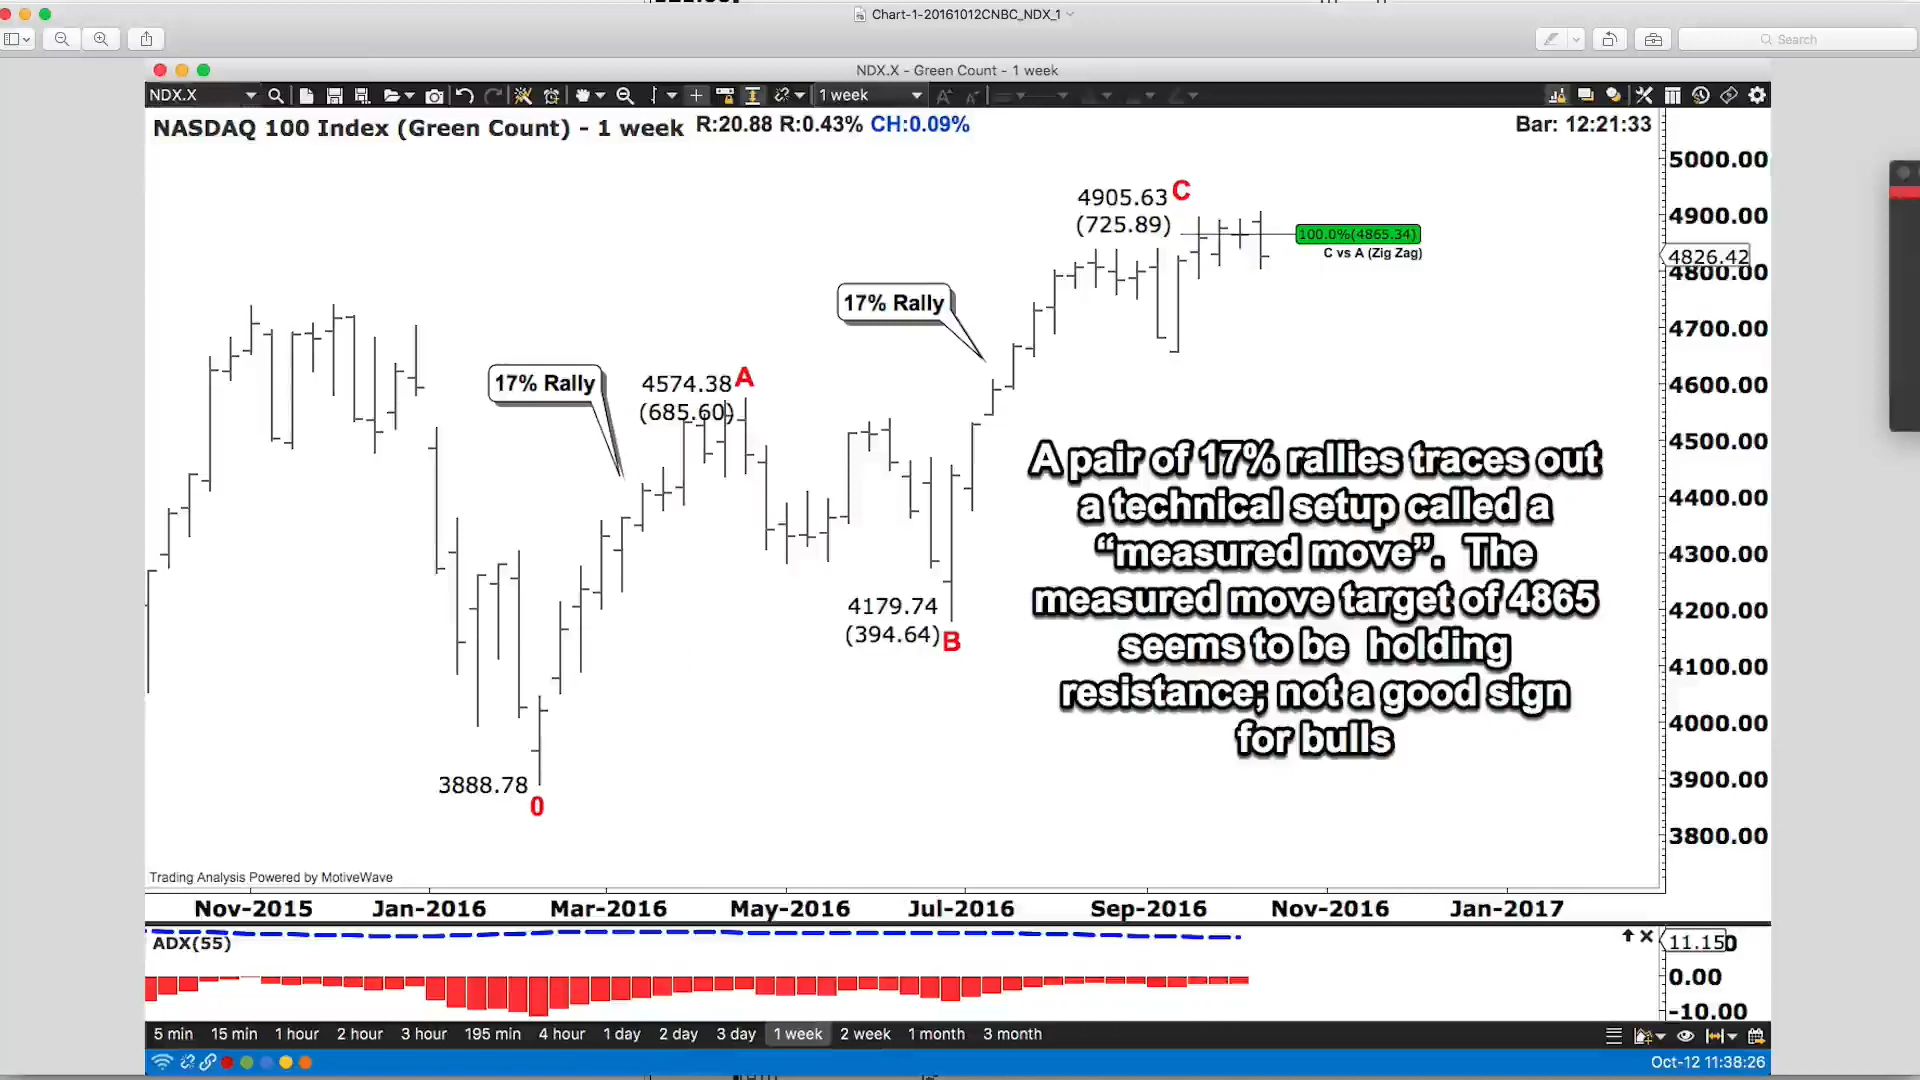 Chart-1-20161012CNBC_NDX_1
Search
NDX.X - Green Count - 1 week
NDX.X
1 week
NASDAQ 100 Index (Green Count) - 1 week R:20.88 R:0.43% CH:0.09%
Bar: 12:21:33
5000.00
4900.00
4826.42
4800.00
4700.00
4600.00
4500.00
4400.00
4300.00
4200.00
4100.00
4000.00
3900.00
3800.00
4905.63 C
(725.89)
100.0%(4865.34)
C vs A (Zig Zag)
17% Rally
17% Rally
4574.38 A
(685.60)
A pair of 17% rallies traces out
a technical setup called a
“measured move”. The
measured move target of 4865
seems to be holding
resistance; not a good sign
for bulls
4179.74
(394.64) B
3888.78
0
Trading Analysis Powered by MotiveWave
Nov-2015 Jan-2016 Mar-2016 May-2016 Jul-2016 Sep-2016 Nov-2016 Jan-2017
ADX(55)
11.15
0.00
-10.00
5 min 15 min 1 hour 2 hour 3 hour 195 min 4 hour 1 day 2 day 3 day 1 week 2 week 1 month 3 month
Oct-12 11:38:26